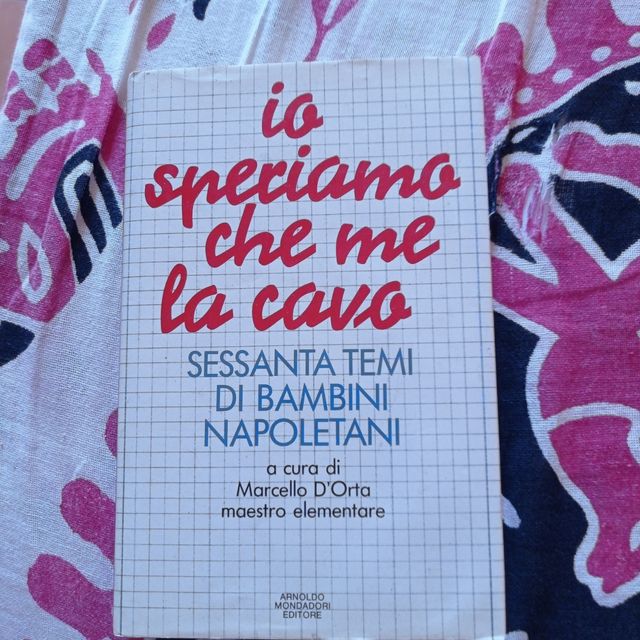 io
speriamo
che me
la cavo
SESSANTA TEMI
DI BAMBINI
NAPOLETANI
a cura di
Marcello D'Orta
maestro elementare
ARNOLDO
MONDADORI
EDITORE